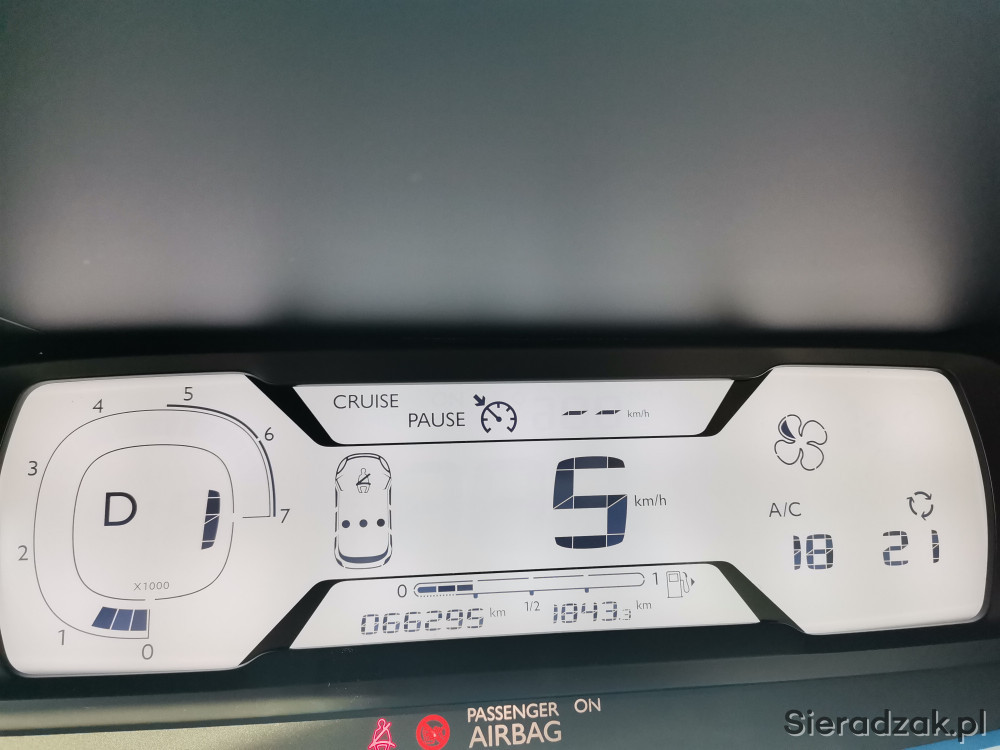 CRUISE
PAUSE -- km/h
4 5 6 7
3 2 1 0
D 1
X1000
5 km/h
A/C
18 21
0 1/2 1
066295 km 1843.3 km
PASSENGER ON
AIRBAG
Sieradzak.pl